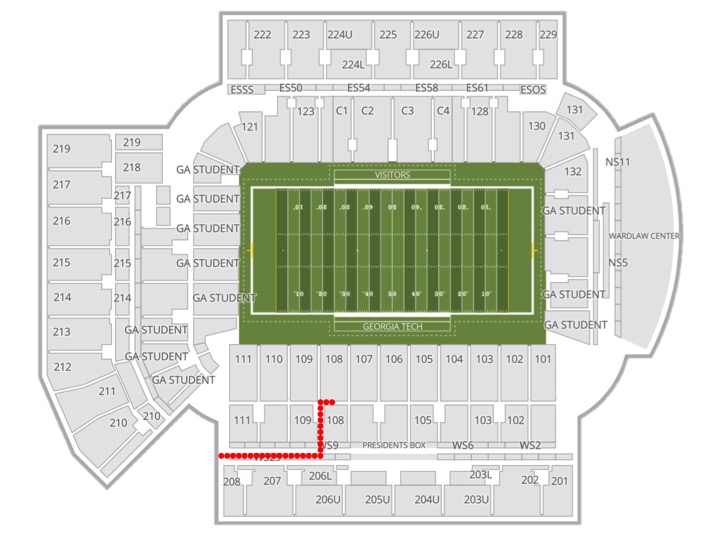 222 223 224U 225 226U 227 228 229
224L 226L
ESSS ES50 ES54 ES58 ES61 ESOS
121 123 C1 C2 C3 C4 128 130 131
131
219 219
218 GA STUDENT VISITORS 132 NS11
217 217 GA STUDENT
216 216 GA STUDENT GA STUDENT WARDLAW CENTER
215 215 GA STUDENT NS5
214 214 GA STUDENT GA STUDENT
213 GA STUDENT GEORGIA TECH GA STUDENT
212 GA STUDENT 111 110 109 108 107 106 105 104 103 102 101
211 GA STUDENT
210 210 111 109 108 105 103 102
WS9 PRESIDENTS BOX WS6 WS2
208 207 206L 203L 202 201
206U 205U 204U 203U